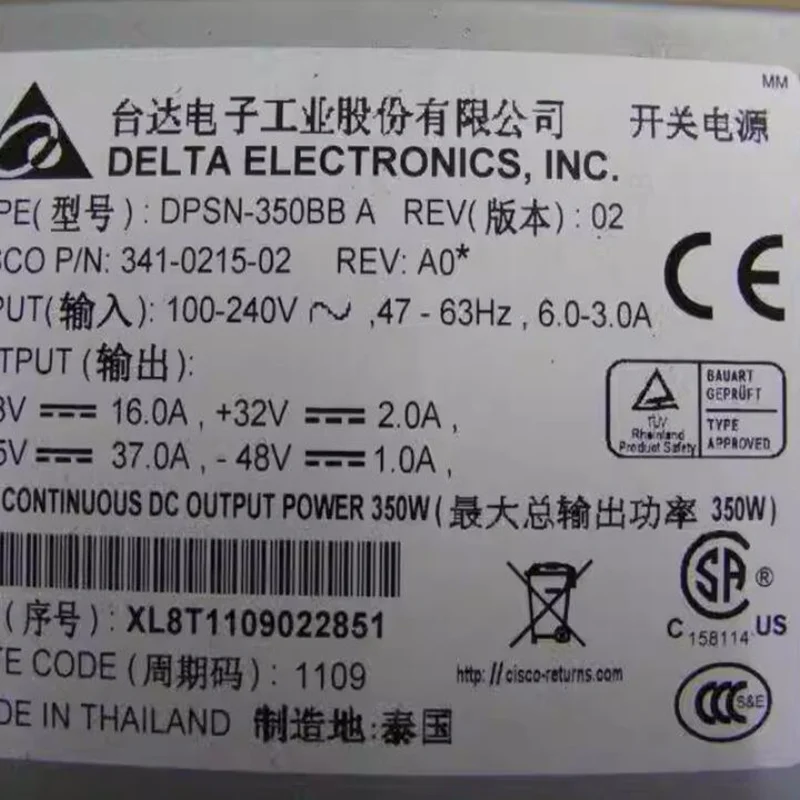 MM
台达电子工业股份有限公司 开关电源
DELTA ELECTRONICS, INC.
PE(型号): DPSN-350BB A REV(版本): 02
CO P/N: 341-0215-02 REV: A0*
PUT(输入): 100-240V ,47 - 63Hz , 6.0-3.0A
CE
TPUT (输出):
V 16.0A , +32V 2.0A ,
V 37.0A , - 48V 1.0A ,
BAUART
GEPRÜFT
TÜV
Rheinland
Product Safety
TYPE
APPROVED
CONTINUOUS DC OUTPUT POWER 350W(最大总输出功率 350W)
(序号): XL8T1109022851
SA ®
C 158114 US
TE CODE (周期码): 1109
http://cisco-returns.com
CCC S&E
DE IN THAILAND 制造地:泰国